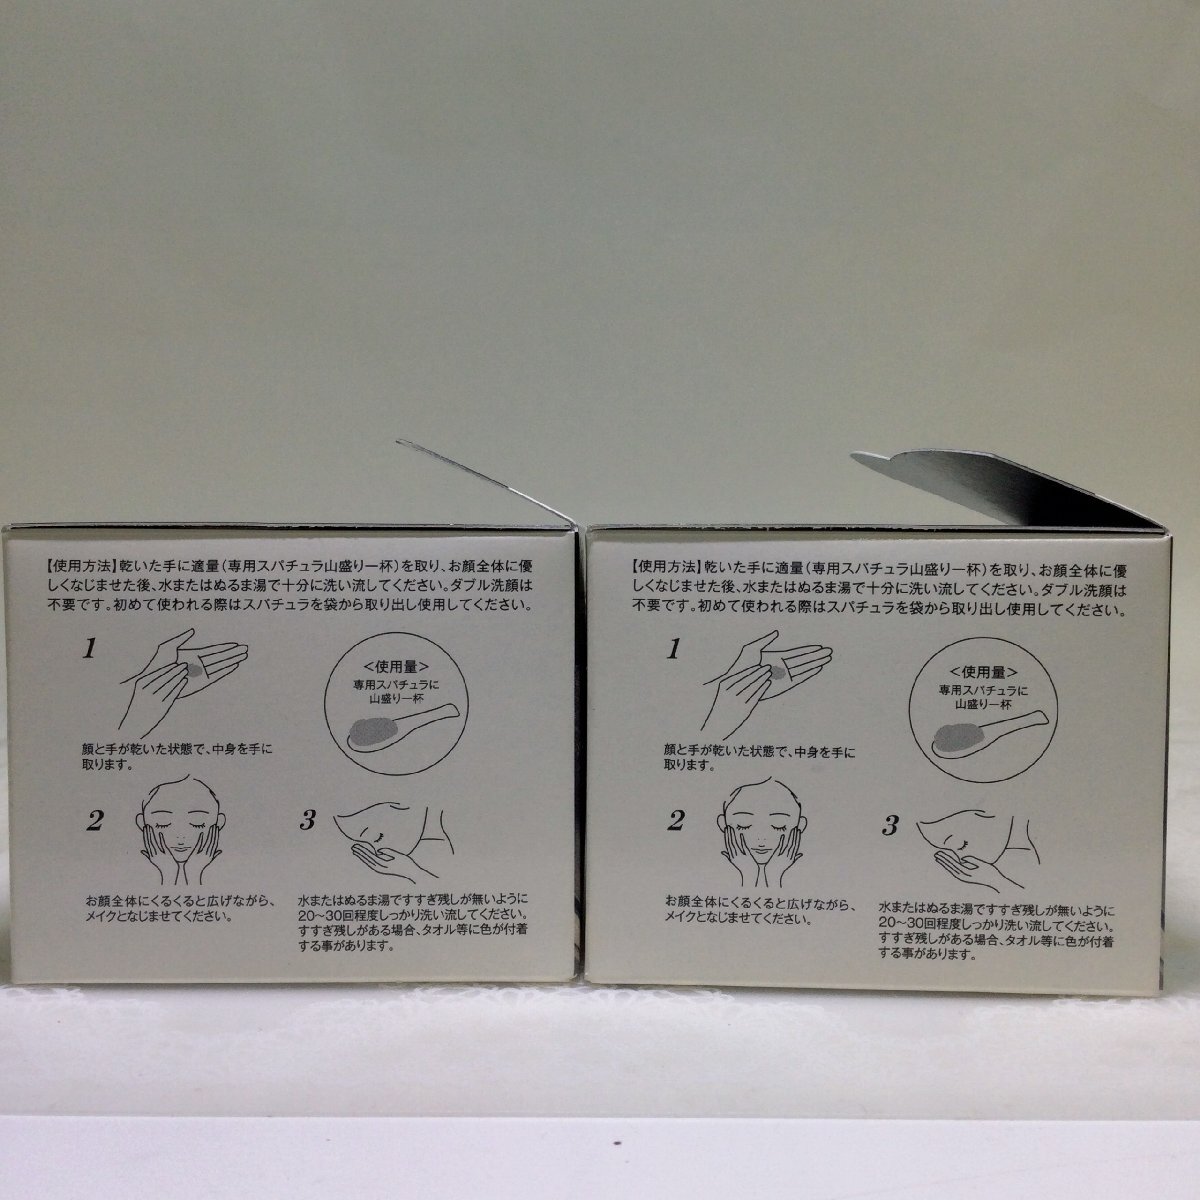 【使用方法】乾いた手に適量(専用スパチュラ山盛り一杯)を取り、お顔全体に優
しくなじませた後、水またはぬるま湯で十分に洗い流してください。ダブル洗顔は
不要です。初めて使われる際はスパチュラを袋から取り出し使用してください。
1
<使用量>
専用スパチュラに
山盛り一杯
顔と手が乾いた状態で、中身を手に
取ります。
2
お顔全体にくるくると広げながら、
メイクとなじませてください。
3
水またはぬるま湯ですすぎ残しが無いように
20〜30回程度しっかり洗い流してください。
すすぎ残しがある場合、タオル等に色が付着
する事があります。
【使用方法】乾いた手に適量(専用スパチュラ山盛り一杯)を取り、お顔全体に優
しくなじませた後、水またはぬるま湯で十分に洗い流してください。ダブル洗顔は
不要です。初めて使われる際はスパチュラを袋から取り出し使用してください。
1
<使用量>
専用スパチュラに
山盛り一杯
顔と手が乾いた状態で、中身を手に
取ります。
2
お顔全体にくるくると広げながら、
メイクとなじませてください。
3
水またはぬるま湯ですすぎ残しが無いように
20〜30回程度しっかり洗い流してください。
すすぎ残しがある場合、タオル等に色が付着
する事があります。